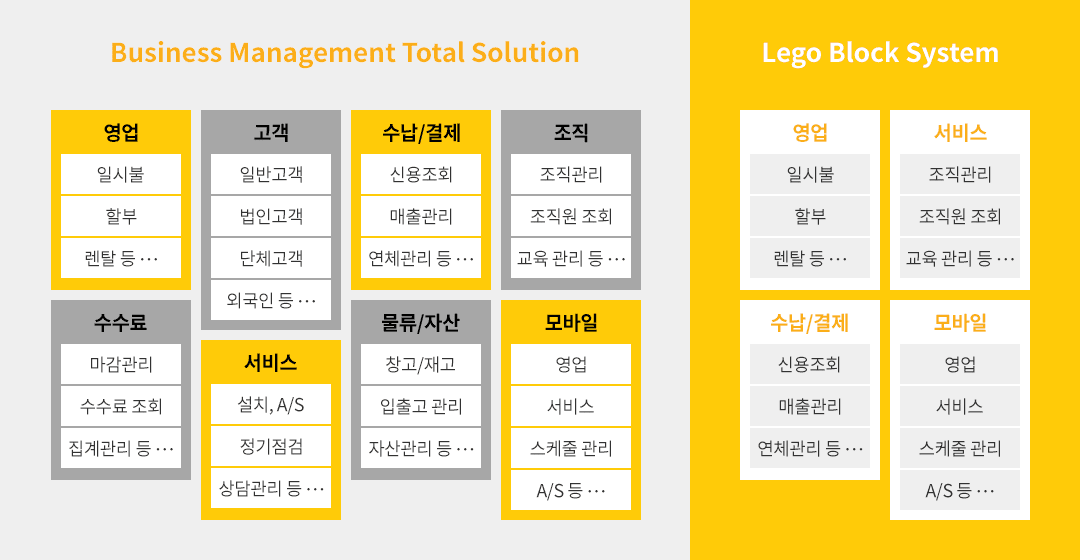 Business Management Total Solution
영업
일시불
할부
렌탈 등 ···
고객
일반고객
법인고객
단체고객
외국인 등 ···
수납/결제
신용조회
매출관리
연체관리 등 ···
조직
조직관리
조직원 조회
교육 관리 등 ···
수수료
마감관리
수수료 조회
집계관리 등 ···
서비스
설치, A/S
정기점검
상담관리 등 ···
물류/자산
창고/재고
입출고 관리
자산관리 등 ···
모바일
영업
서비스
스케줄 관리
A/S 등 ···
Lego Block System
영업
일시불
할부
렌탈 등 ···
서비스
조직관리
조직원 조회
교육 관리 등 ···
수납/결제
신용조회
매출관리
연체관리 등 ···
모바일
영업
서비스
스케줄 관리
A/S 등 ···